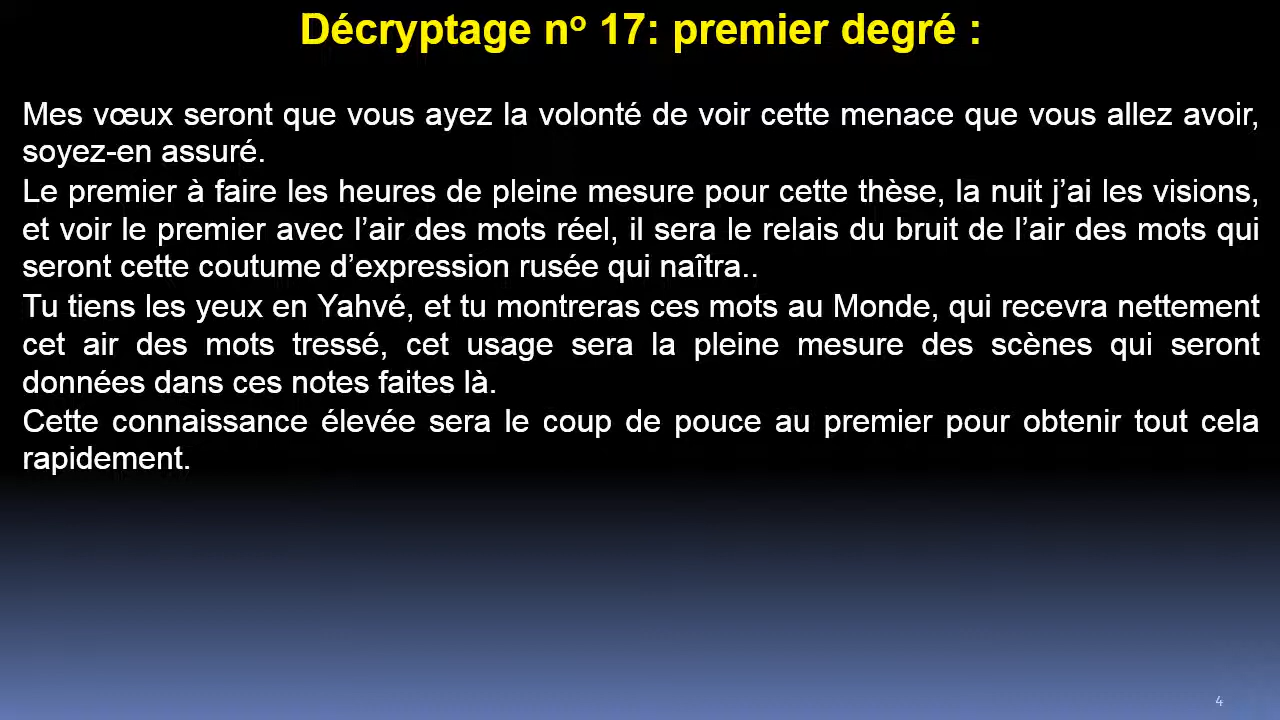 Décryptage nº 17: premier degré :
Mes vœux seront que vous ayez la volonté de voir cette menace que vous allez avoir,
soyez-en assuré.
Le premier à faire les heures de pleine mesure pour cette thèse, la nuit j’ai les visions,
et voir le premier avec l’air des mots réel, il sera le relais du bruit de l’air des mots qui
seront cette coutume d’expression rusée qui naîtra..
Tu tiens les yeux en Yahvé, et tu montreras ces mots au Monde, qui recevra nettement
cet air des mots tressé, cet usage sera la pleine mesure des scènes qui seront
données dans ces notes faites là.
Cette connaissance élevée sera le coup de pouce au premier pour obtenir tout cela
rapidement.
4